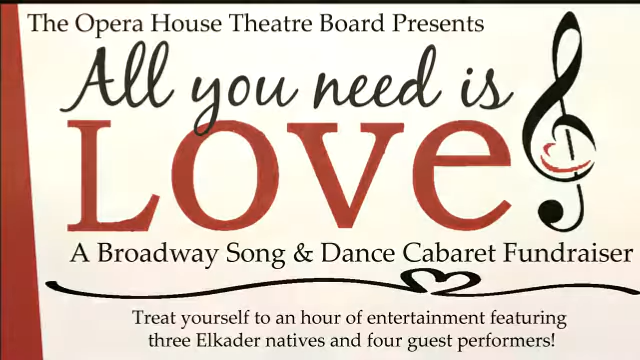 The Opera House Theatre Board Presents
All you need is
LOVE
A Broadway Song & Dance Cabaret Fundraiser
Treat yourself to an hour of entertainment featuring
three Elkader natives and four guest performers!